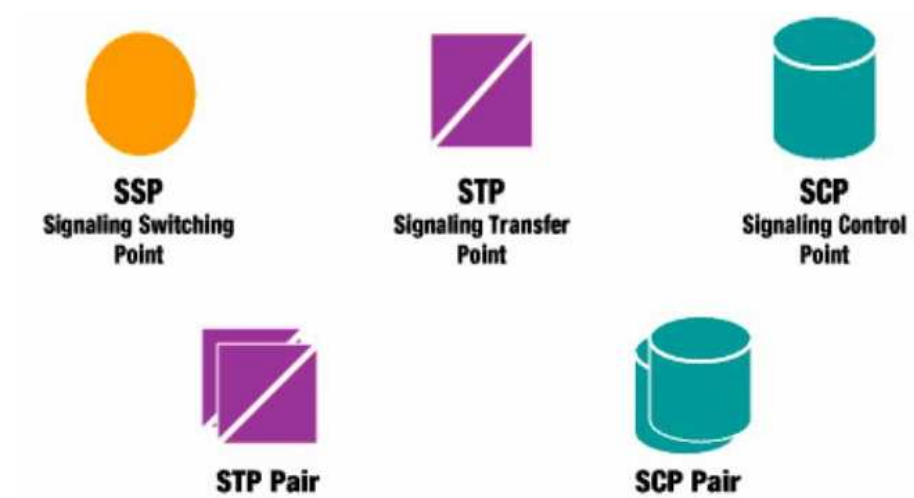 SSP
Signaling Switching
Point
STP
Signaling Transfer
Point
SCP
Signaling Control
Point
STP Pair
SCP Pair